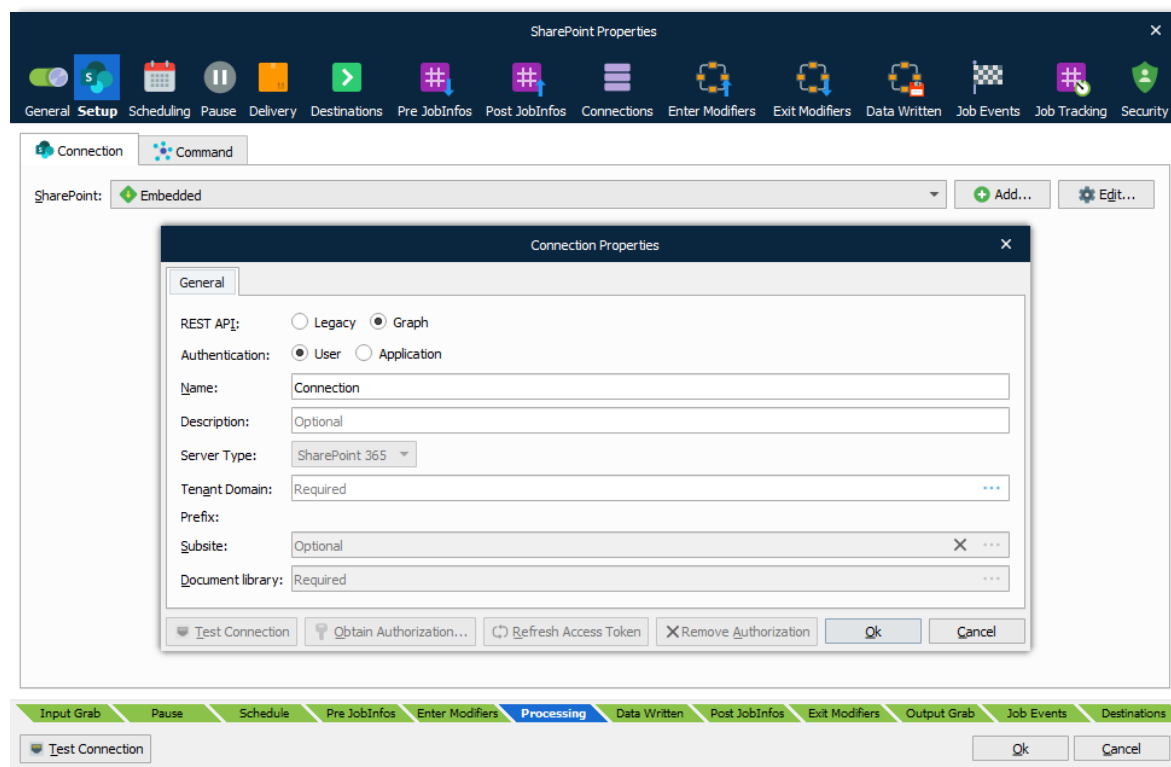 SharePoint Properties
General Setup Scheduling Pause Delivery Destinations Pre JobInfos Post JobInfos Connections Enter Modifiers Exit Modifiers Data Written Job Events Job Tracking Security
Connection Command
SharePoint: Embedded Add... Edit...
Connection Properties
General
REST API: Legacy Graph
Authentication: User Application
Name: Connection
Description: Optional
Server Type: SharePoint 365
Tenant Domain: Required
Prefix:
Subsite: Optional
Document library: Required
Test Connection Obtain Authorization... Refresh Access Token Remove Authorization Ok Cancel
Input Grab Pause Schedule Pre JobInfos Enter Modifiers Processing Data Written Post JobInfos Exit Modifiers Output Grab Job Events Destinations
Test Connection Ok Cancel